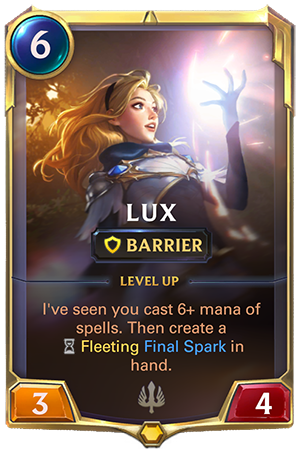 6
LUX
BARRIER
LEVEL UP
I've seen you cast 6+ mana of
spells. Then create a
Fleeting Final Spark in
hand.
3
4